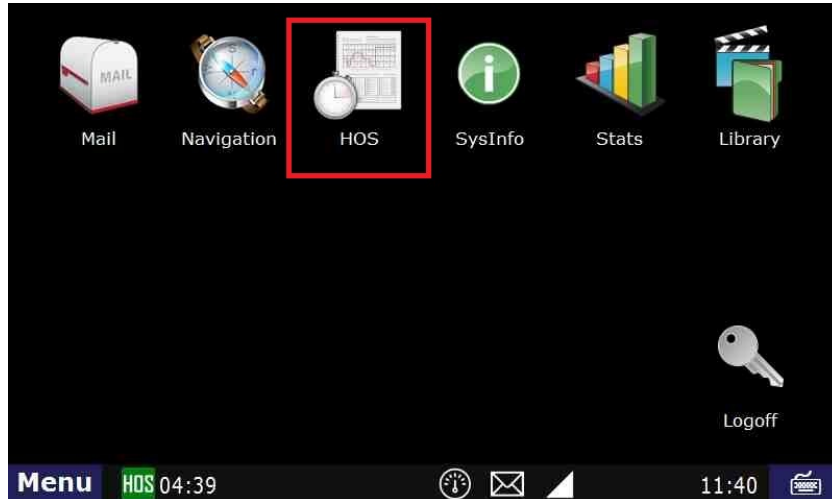 MAIL
Mail Navigation HOS SysInfo Stats Library
Logoff
Menu HOS 04:39 11:40